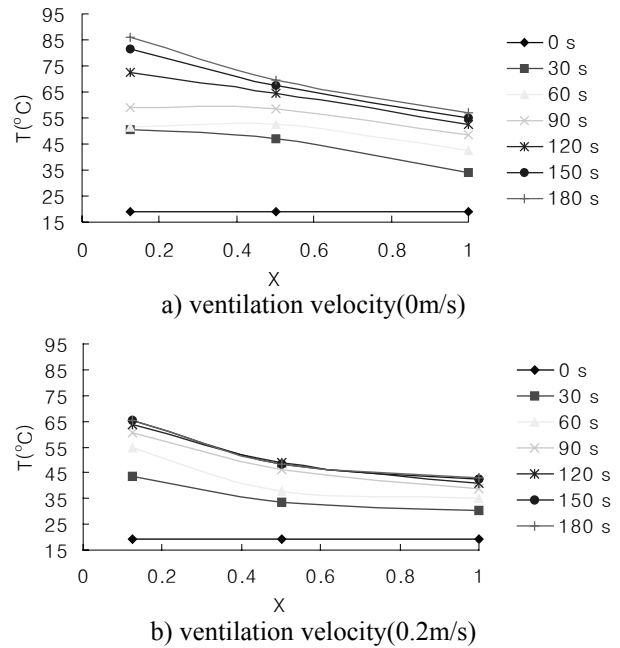 T(°C)
95
85
75
65
55
45
35
25
15
0
0.2
0.4
0.6
0.8
1
X
0 s
30 s
60 s
90 s
120 s
150 s
180 s
a) ventilation velocity(0m/s)
T(°C)
95
85
75
65
55
45
35
25
15
0
0.2
0.4
0.6
0.8
1
X
0 s
30 s
60 s
90 s
120 s
150 s
180 s
b) ventilation velocity(0.2m/s)